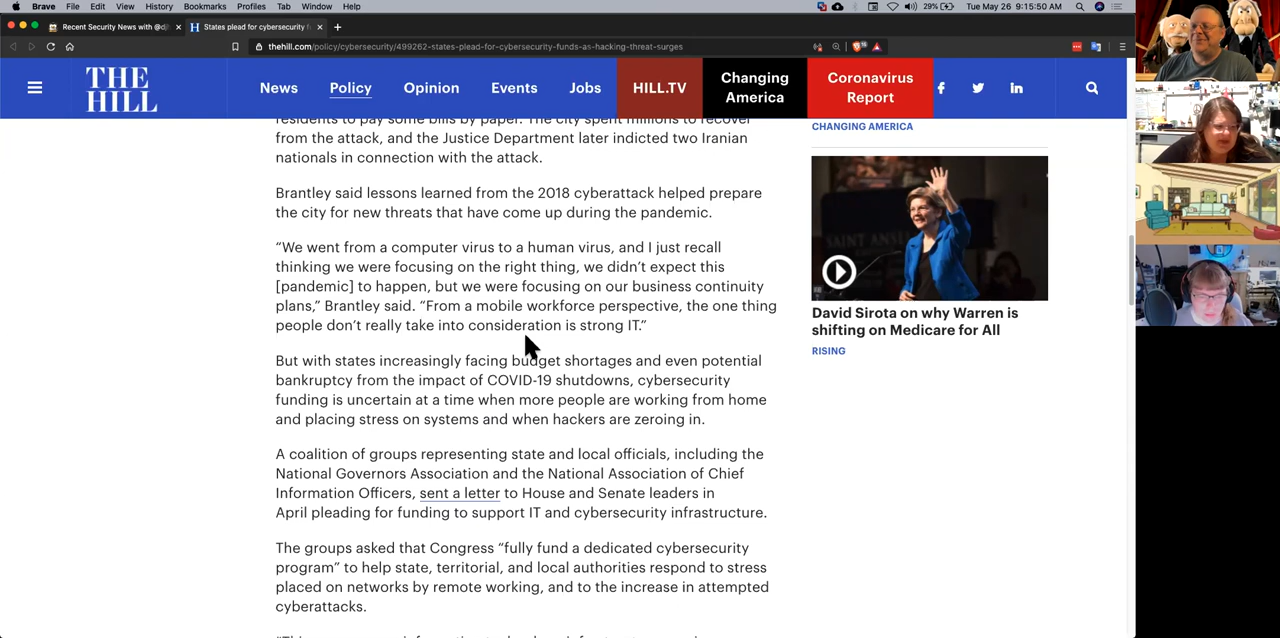 Brave File Edit View History Bookmarks Profiles Tab Window Help
29% Tue May 26 9:15:50 AM
Recent Security News with @d
States plead for cybersecurity f
thehill.com/policy/cybersecurity/499262-states-plead-for-cybersecurity-funds-as-hacking-threat-surges
THE
HILL
News Policy Opinion Events Jobs HILL.TV
Changing
America
Coronavirus
Report
residents to pay some bills by paper. The city spent millions to recover
from the attack, and the Justice Department later indicted two Iranian
nationals in connection with the attack.
Brantley said lessons learned from the 2018 cyberattack helped prepare
the city for new threats that have come up during the pandemic.
“We went from a computer virus to a human virus, and I just recall
thinking we were focusing on the right thing, we didn’t expect this
[pandemic] to happen, but we were focusing on our business continuity
plans,” Brantley said. “From a mobile workforce perspective, the one thing
people don’t really take into consideration is strong IT.”
But with states increasingly facing budget shortages and even potential
bankruptcy from the impact of COVID-19 shutdowns, cybersecurity
funding is uncertain at a time when more people are working from home
and placing stress on systems and when hackers are zeroing in.
A coalition of groups representing state and local officials, including the
National Governors Association and the National Association of Chief
Information Officers, sent a letter to House and Senate leaders in
April pleading for funding to support IT and cybersecurity infrastructure.
The groups asked that Congress “fully fund a dedicated cybersecurity
program” to help state, territorial, and local authorities respond to stress
placed on networks by remote working, and to the increase in attempted
cyberattacks.
CHANGING AMERICA
SAINT ANSELM
David Sirota on why Warren is
shifting on Medicare for All
RISING